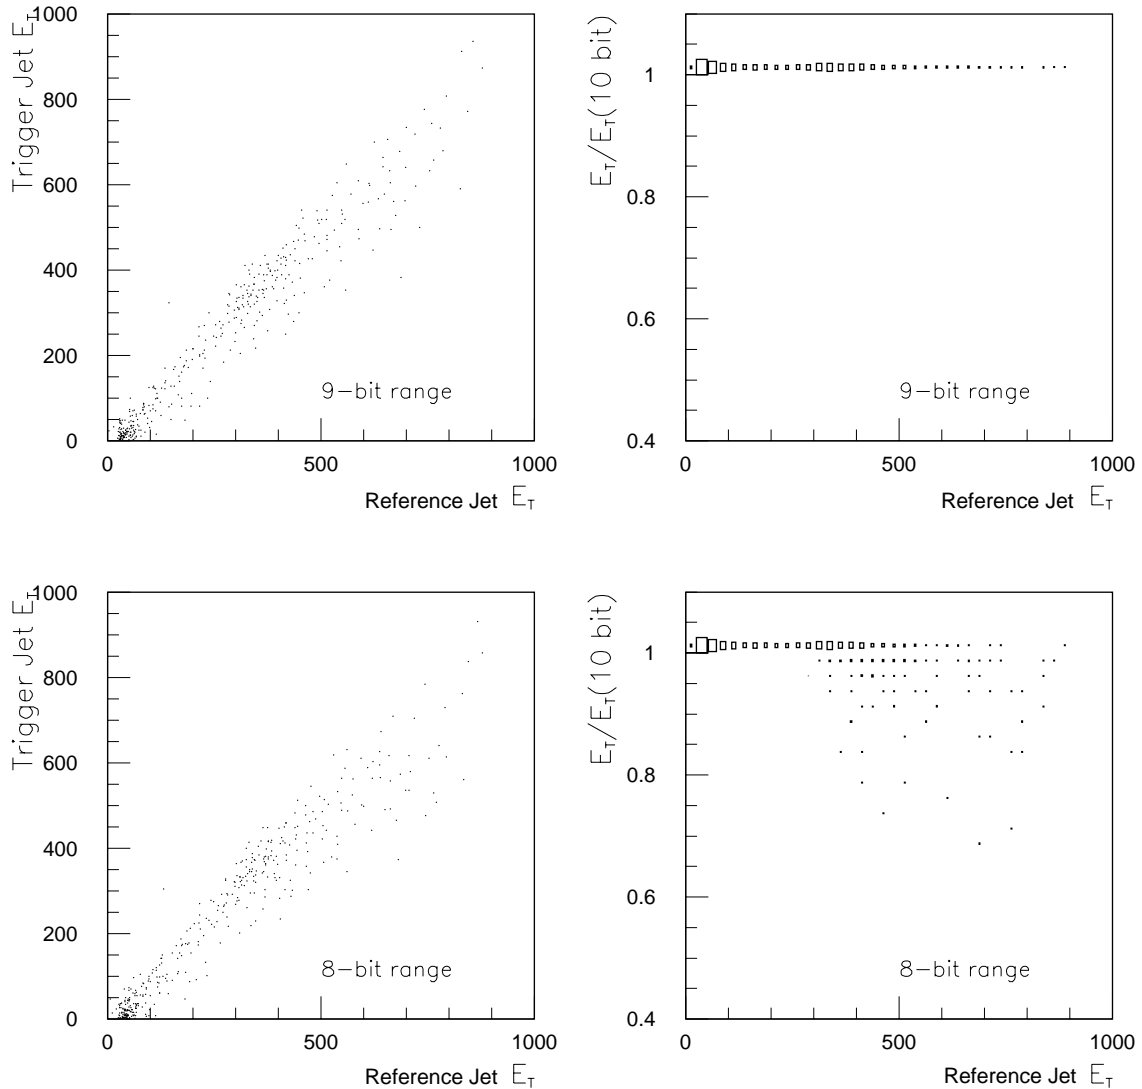 Trigger Jet E_T
1000
800
600
400
200
0
9-bit range
0 500 1000
Reference Jet E_T
E_T/E_T(10 bit)
1
0.8
0.6
0.4
9-bit range
0 500 1000
Reference Jet E_T
Trigger Jet E_T
1000
800
600
400
200
0
8-bit range
0 500 1000
Reference Jet E_T
E_T/E_T(10 bit)
1
0.8
0.6
0.4
8-bit range
0 500 1000
Reference Jet E_T